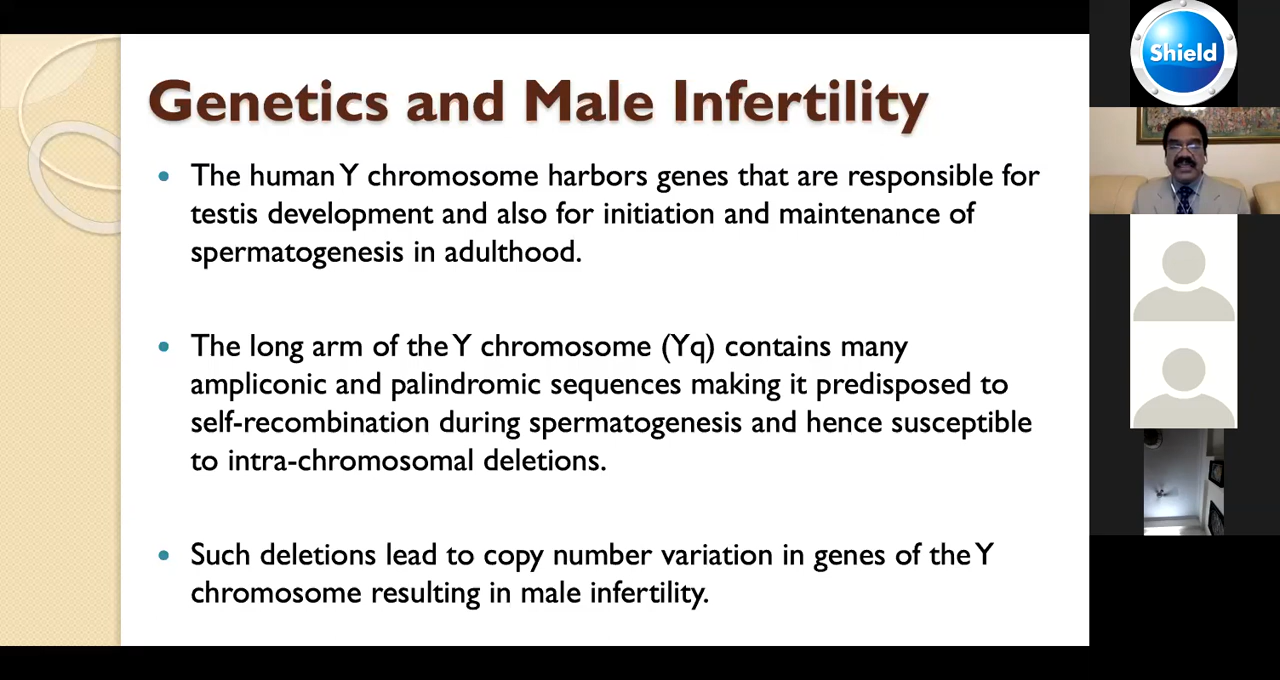 Genetics and Male Infertility
• The human Y chromosome harbors genes that are responsible for
testis development and also for initiation and maintenance of
spermatogenesis in adulthood.
• The long arm of the Y chromosome (Yq) contains many
ampliconic and palindromic sequences making it predisposed to
self-recombination during spermatogenesis and hence susceptible
to intra-chromosomal deletions.
• Such deletions lead to copy number variation in genes of the Y
chromosome resulting in male infertility.
Shield